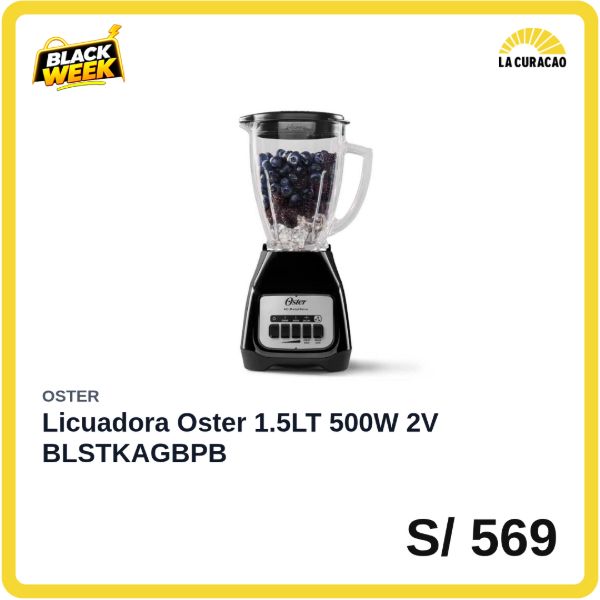 BLACK
WEEK
LA CURACAO
Oster
OSTER
Licuadora Oster 1.5LT 500W 2V
BLSTKAGBPB
S/ 569